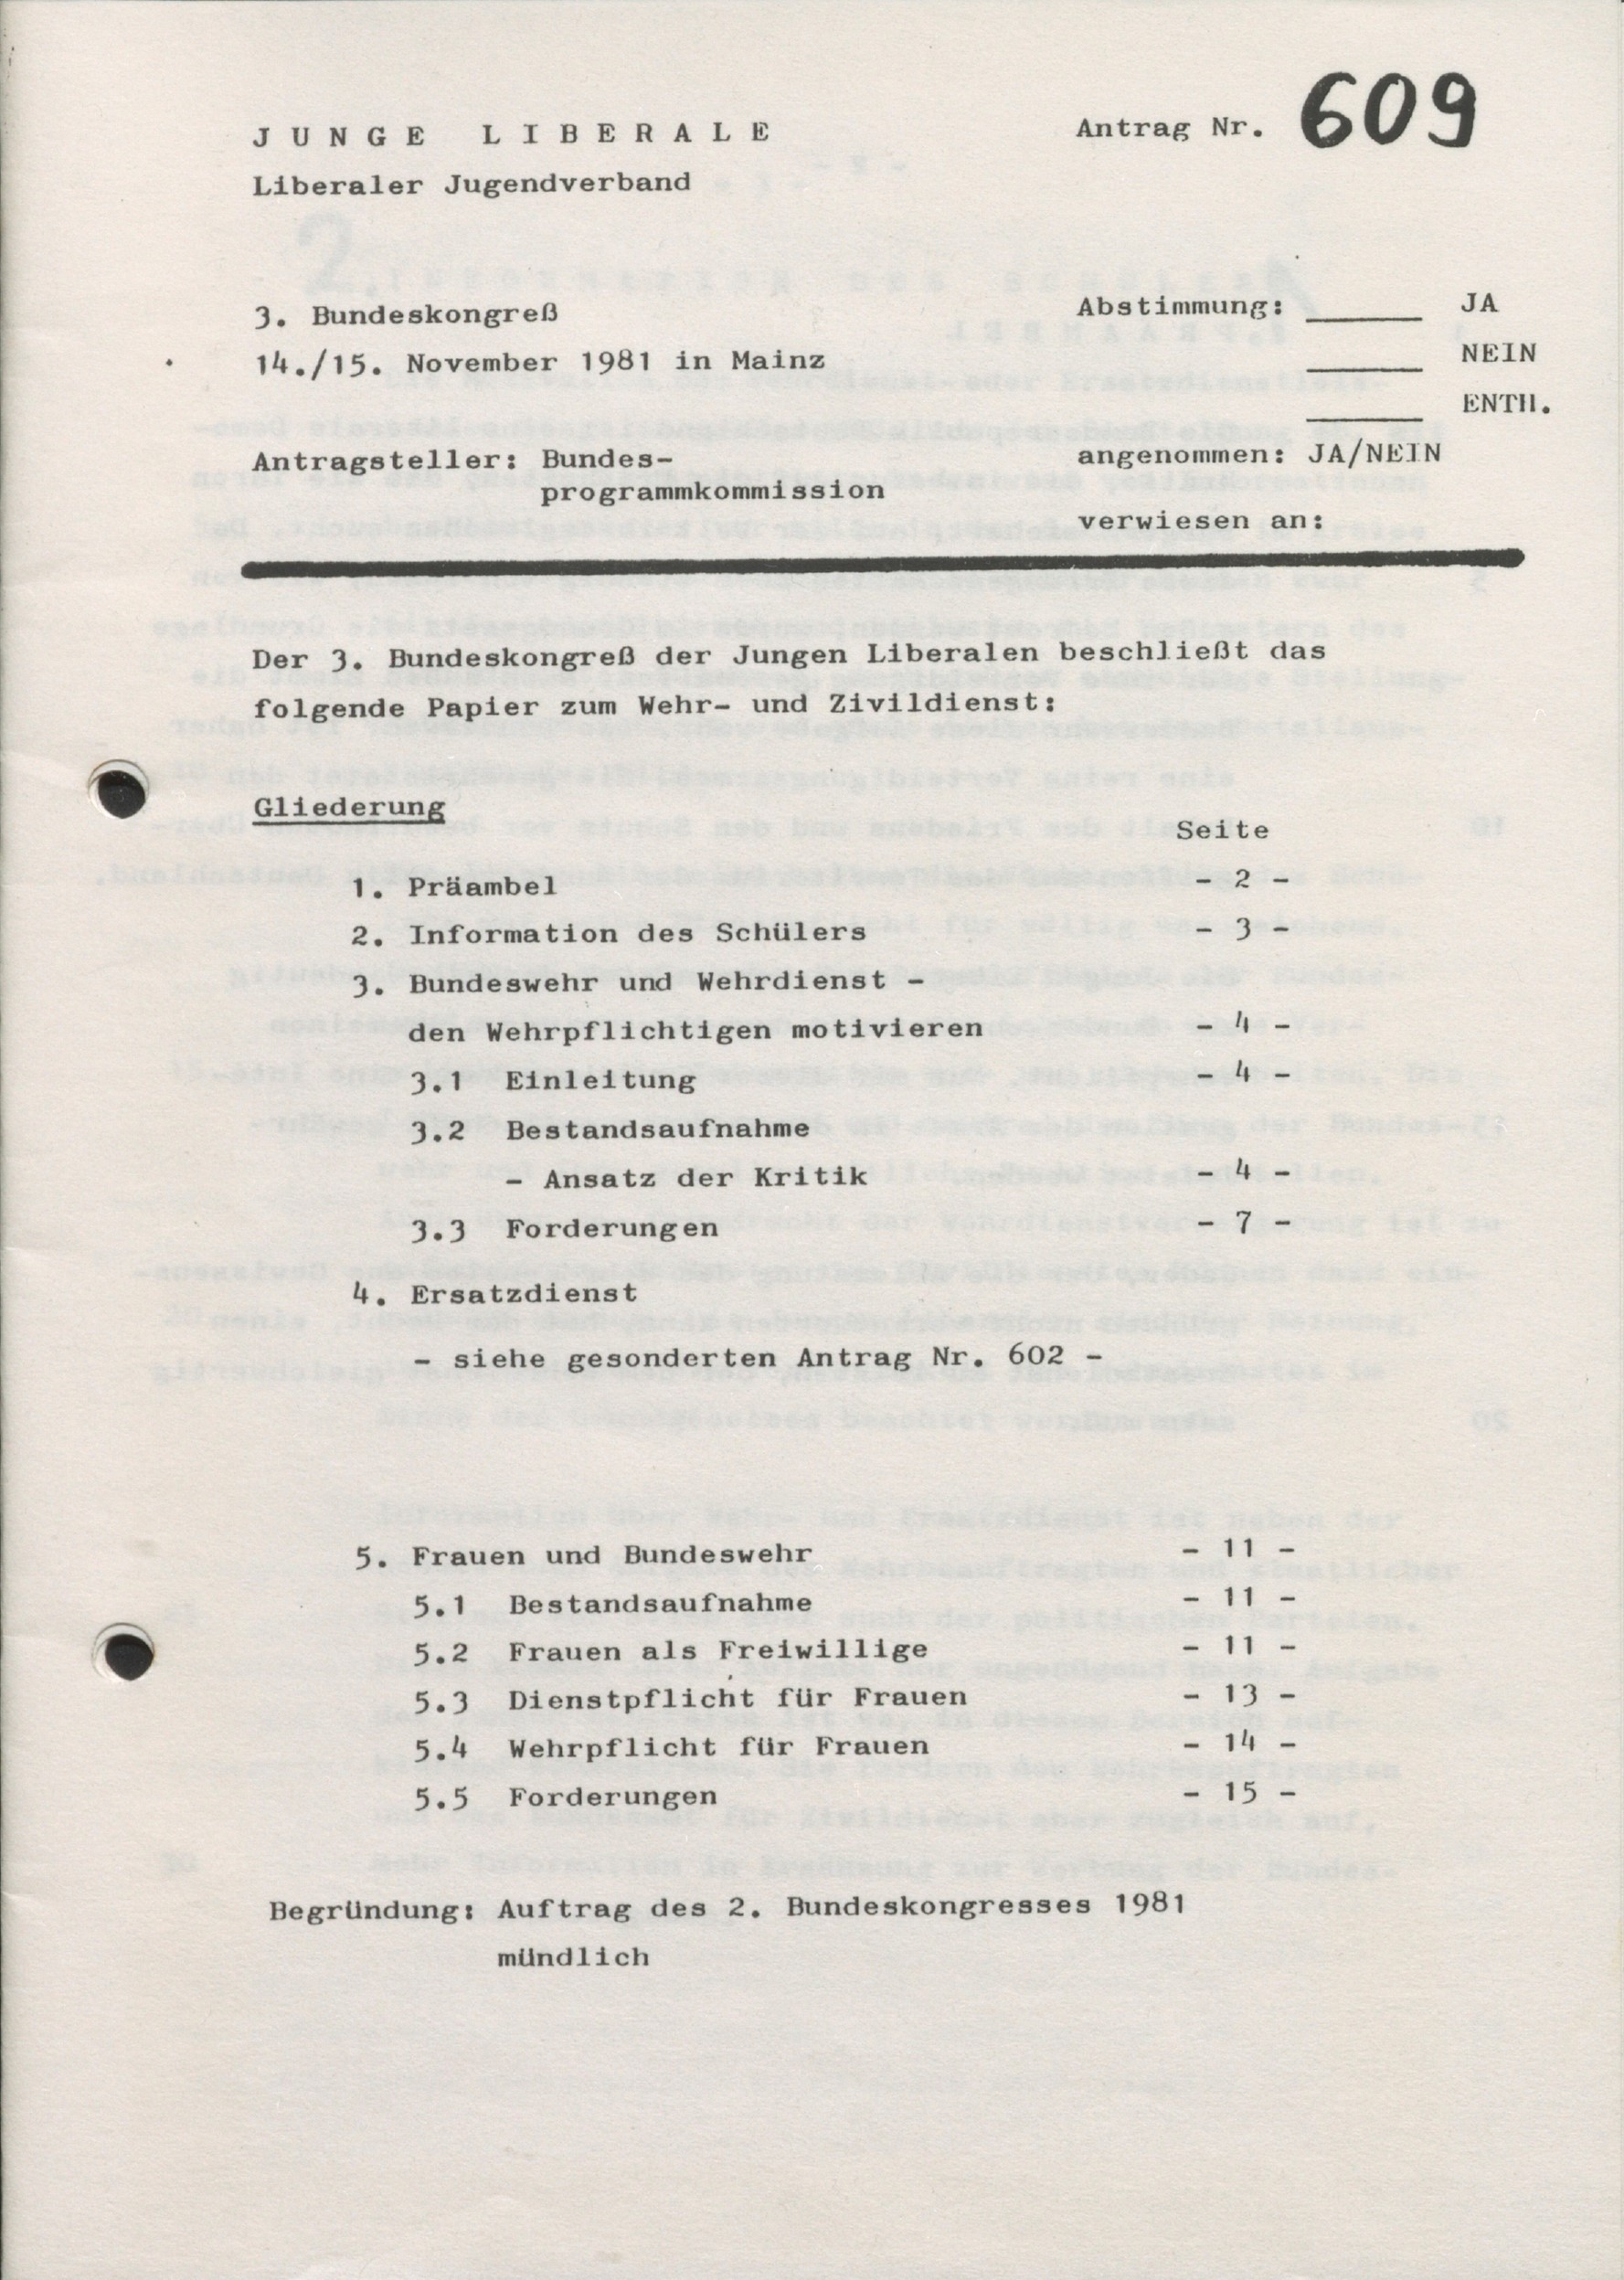 JUNGE LIBERALE
Liberaler Jugendverband
Antrag Nr. 609
3. Bundeskongreß
14./15. November 1981 in Mainz
Antragsteller: Bundes-
programmkommission
Abstimmung: ______ JA
______ NEIN
______ ENTH.
angenommen: JA/NEIN
verwiesen an:
Der 3. Bundeskongreß der Jungen Liberalen beschließt das
folgende Papier zum Wehr- und Zivildienst:
Gliederung
Seite
1. Präambel - 2 -
2. Information des Schülers - 3 -
3. Bundeswehr und Wehrdienst -
den Wehrpflichtigen motivieren - 4 -
3.1 Einleitung - 4 -
3.2 Bestandsaufnahme
- Ansatz der Kritik - 4 -
3.3 Forderungen - 7 -
4. Ersatzdienst
- siehe gesonderten Antrag Nr. 602 -
5. Frauen und Bundeswehr - 11 -
5.1 Bestandsaufnahme - 11 -
5.2 Frauen als Freiwillige - 11 -
5.3 Dienstpflicht für Frauen - 13 -
5.4 Wehrpflicht für Frauen - 14 -
5.5 Forderungen - 15 -
Begründung: Auftrag des 2. Bundeskongresses 1981
mündlich